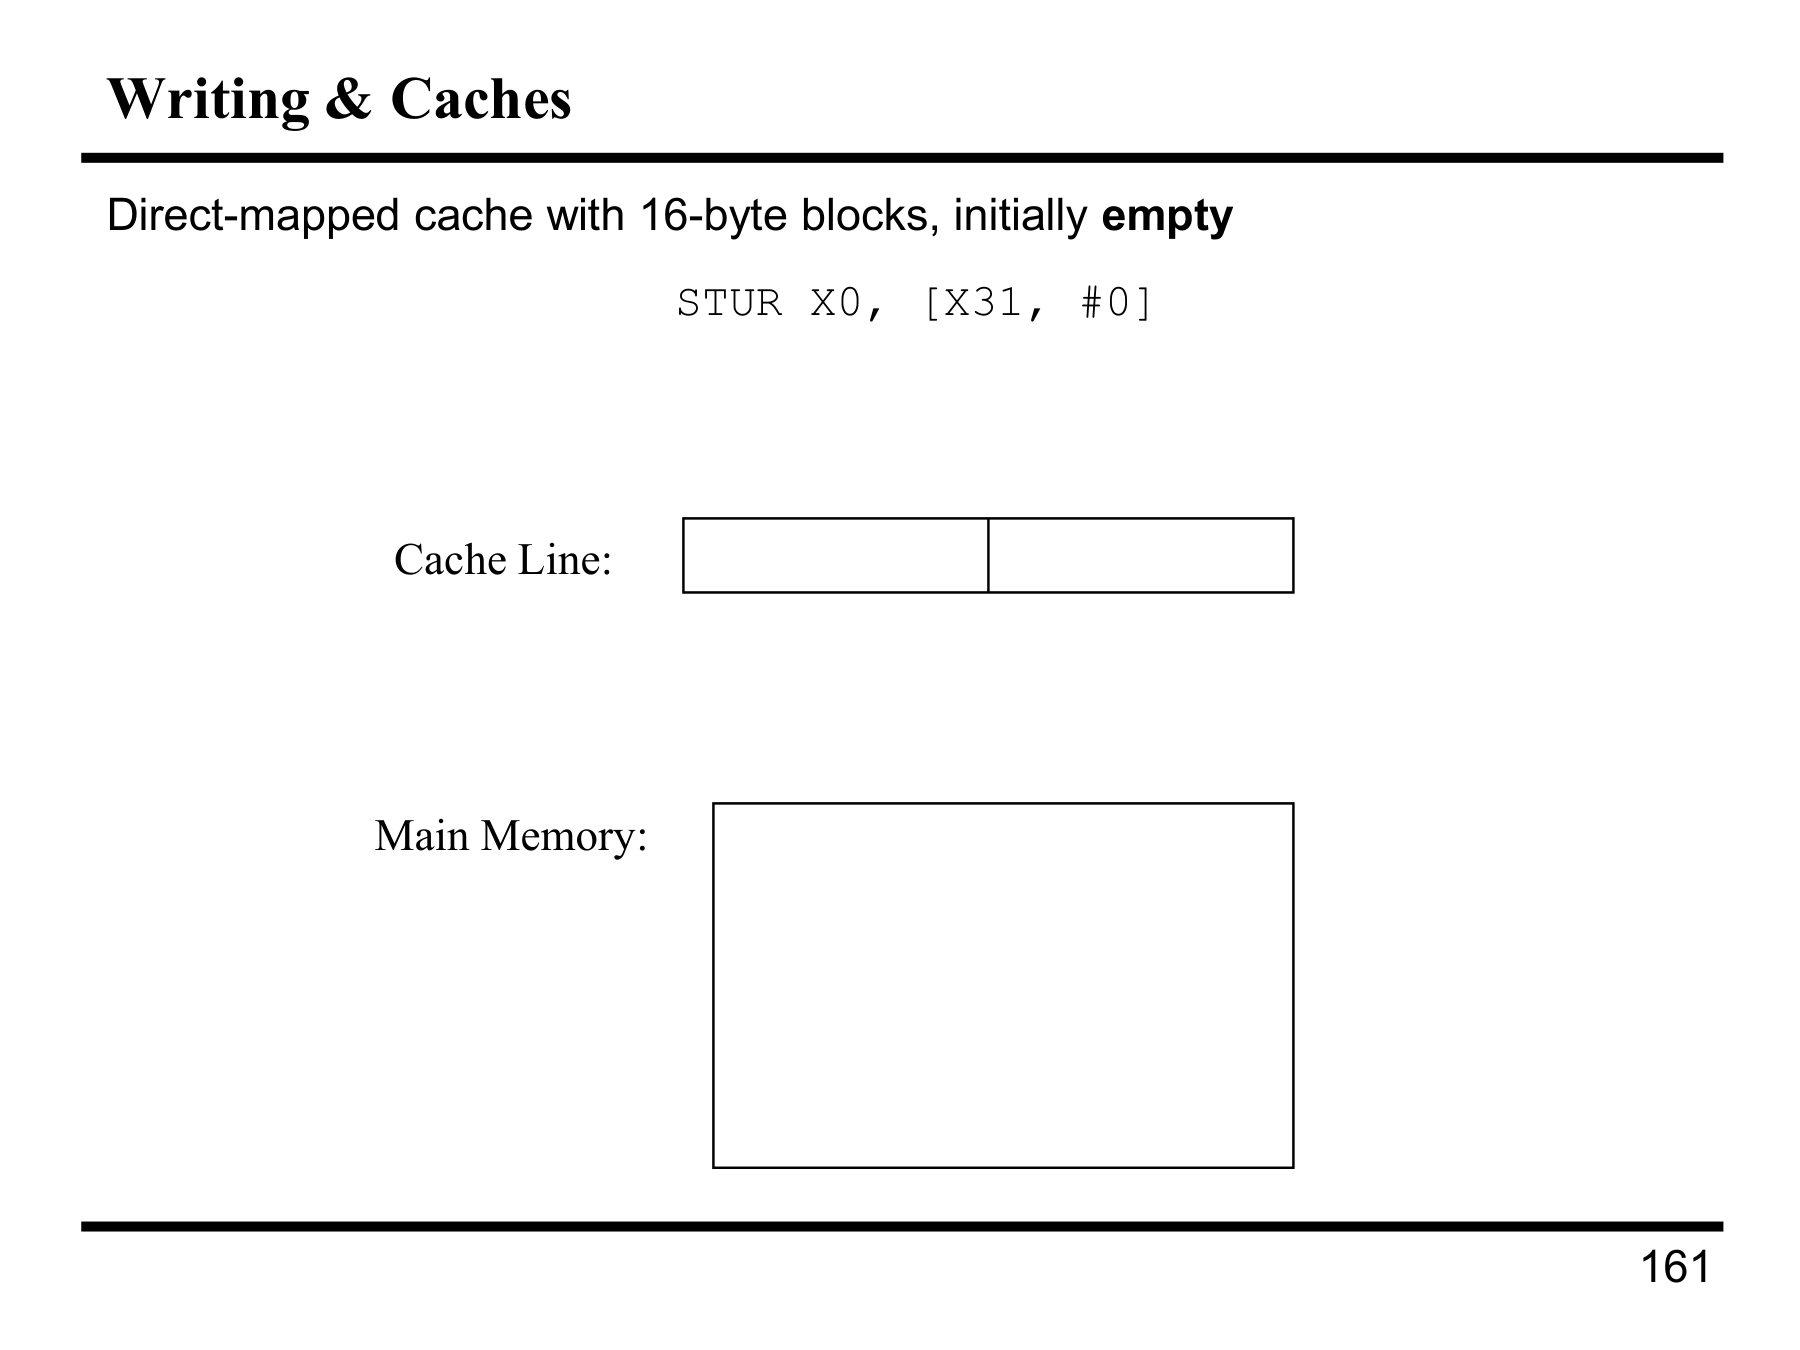 Writing & Caches
Direct-mapped cache with 16-byte blocks, initially empty
STUR X0, [X31, #0]
Cache Line:
Main Memory:
161